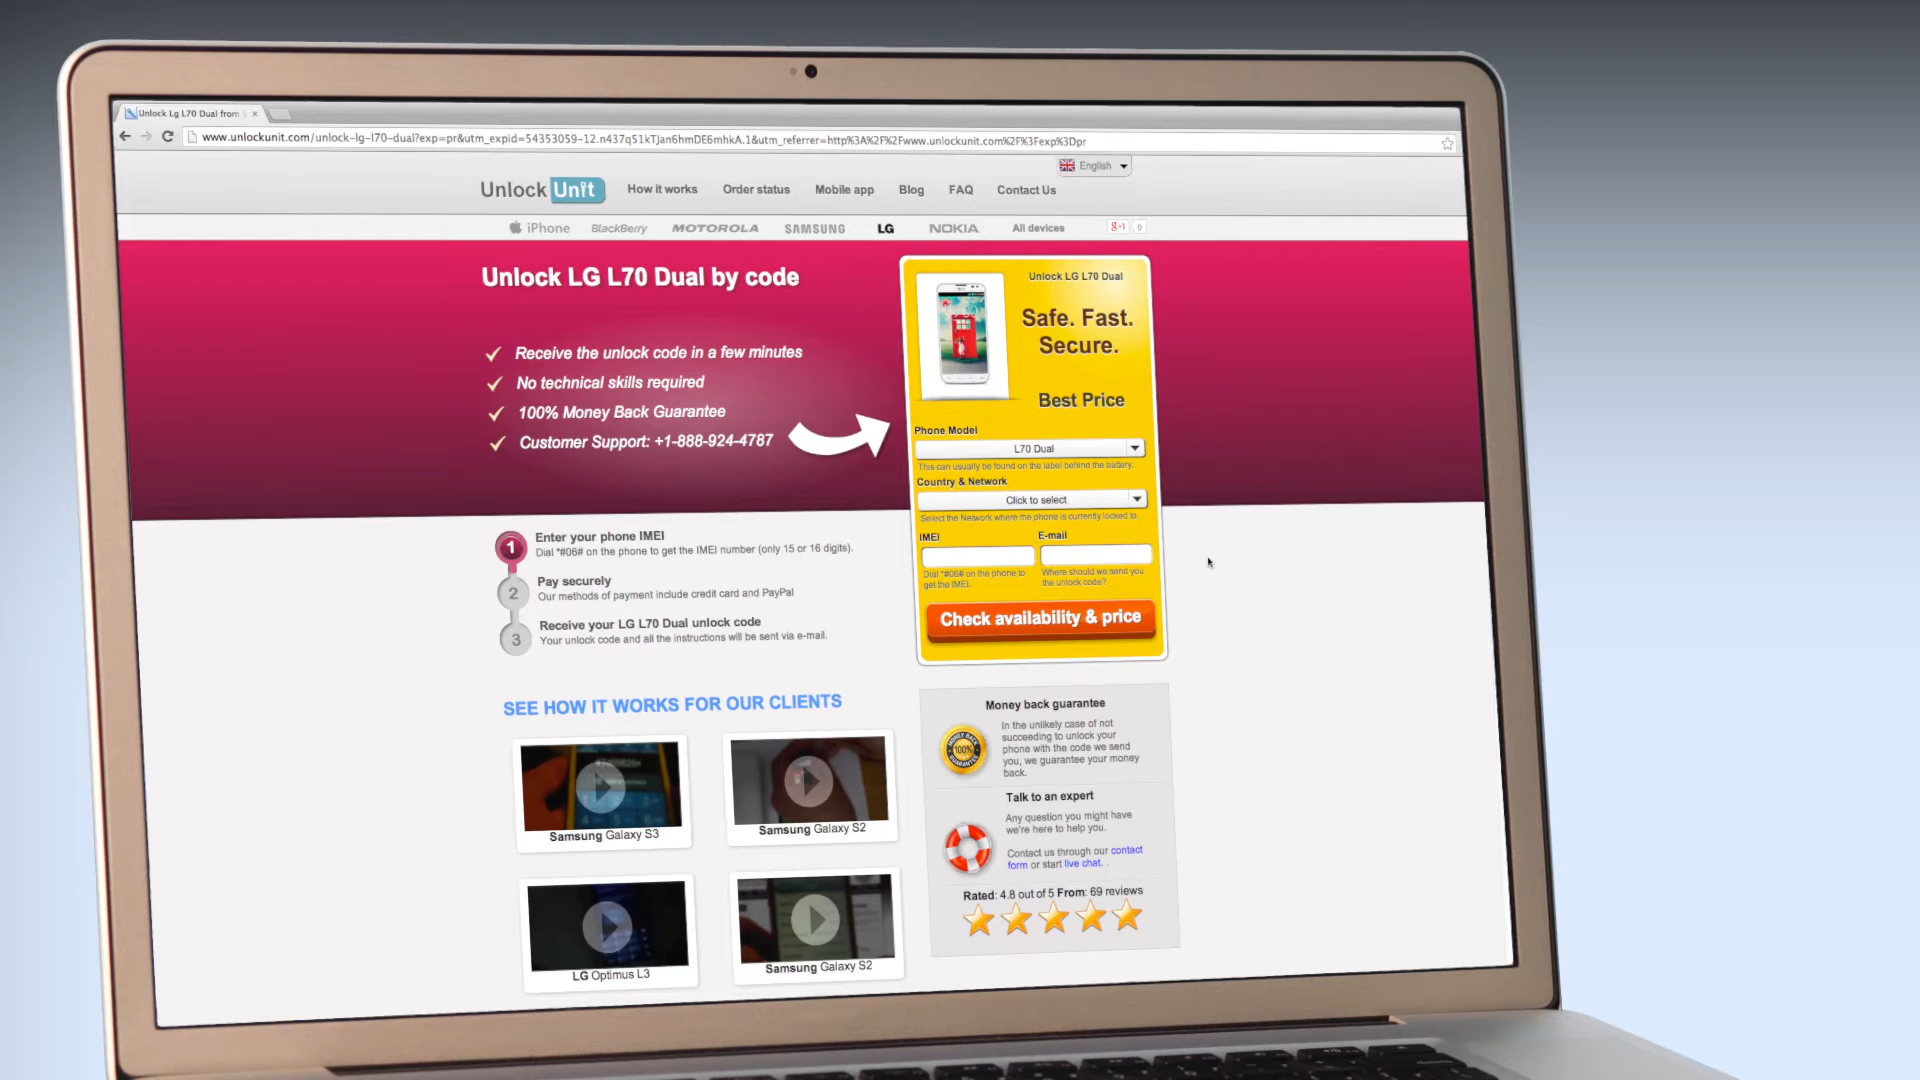 Unlock Lg L70 Dual from
www.unlockunit.com/unlock-lg-l70-dual?exp=pr&utm_expid=54353059-12.n437q51kTJan6hmDE6mhkA.1&utm_referrer=http%3A%2F%2Fwww.unlockunit.com%2F%3Fexp%3Dpr
English
UnlockUnit How it works Order status Mobile app Blog FAQ Contact Us
iPhone BlackBerry MOTOROLA SAMSUNG LG NOKIA All devices g+1 0
Unlock LG L70 Dual by code
Receive the unlock code in a few minutes
No technical skills required
100% Money Back Guarantee
Customer Support: +1-888-924-4787
Unlock LG L70 Dual
Safe. Fast.
Secure.
Best Price
Phone Model
L70 Dual
This can usually be found on the label behind the battery.
Country & Network
Click to select
Select the Network where the phone is currently locked to.
IMEI E-mail
Dial *#06# on the phone to
get the IMEI.
Where should we send you
the unlock code?
Check availability & price
1 Enter your phone IMEI
Dial *#06# on the phone to get the IMEI number (only 15 or 16 digits).
2 Pay securely
Our methods of payment include credit card and PayPal
3 Receive your LG L70 Dual unlock code
Your unlock code and all the instructions will be sent via e-mail.
SEE HOW IT WORKS FOR OUR CLIENTS
Samsung Galaxy S3
Samsung Galaxy S2
LG Optimus L3
Samsung Galaxy S2
Money back guarantee
MONEY BACK
100%
GUARANTEE
In the unlikely case of not
succeeding to unlock your
phone with the code we send
you, we guarantee your money
back.
Talk to an expert
Any question you might have
we're here to help you.
Contact us through our contact
form or start live chat. .
Rated: 4.8 out of 5 From: 69 reviews